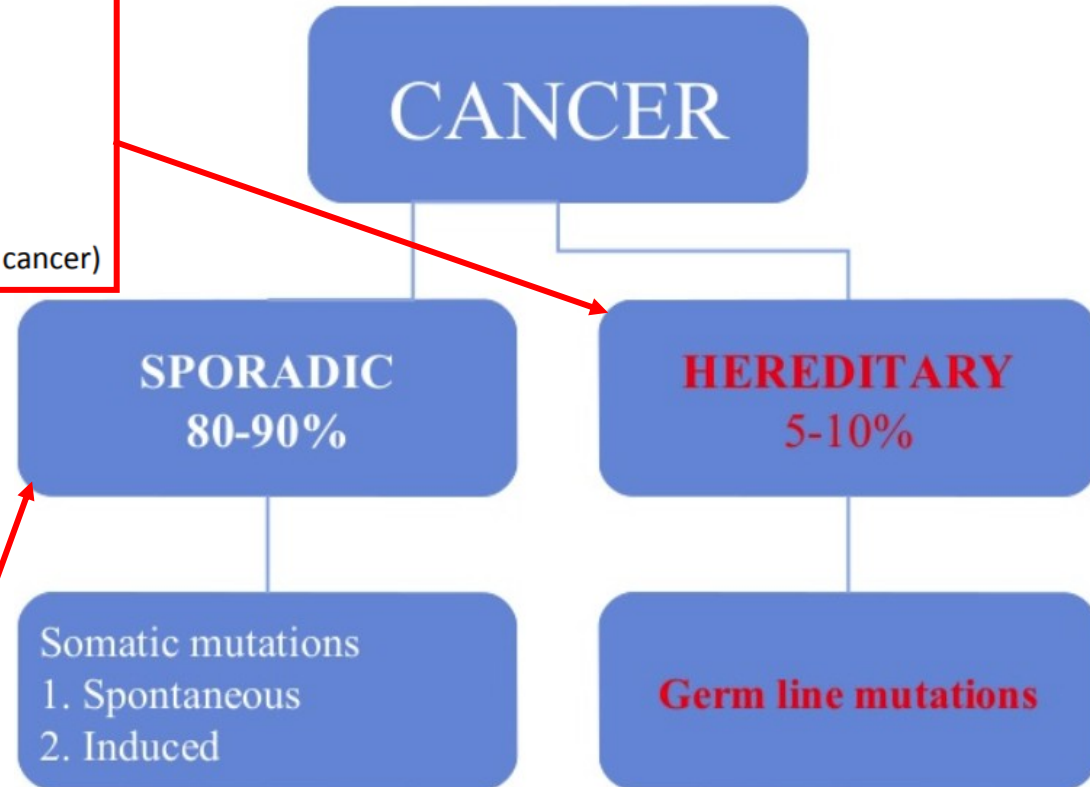 CANCER
cancer)
SPORADIC
80-90%
HEREDITARY
5-10%
Somatic mutations
1. Spontaneous
2. Induced
Germ line mutations